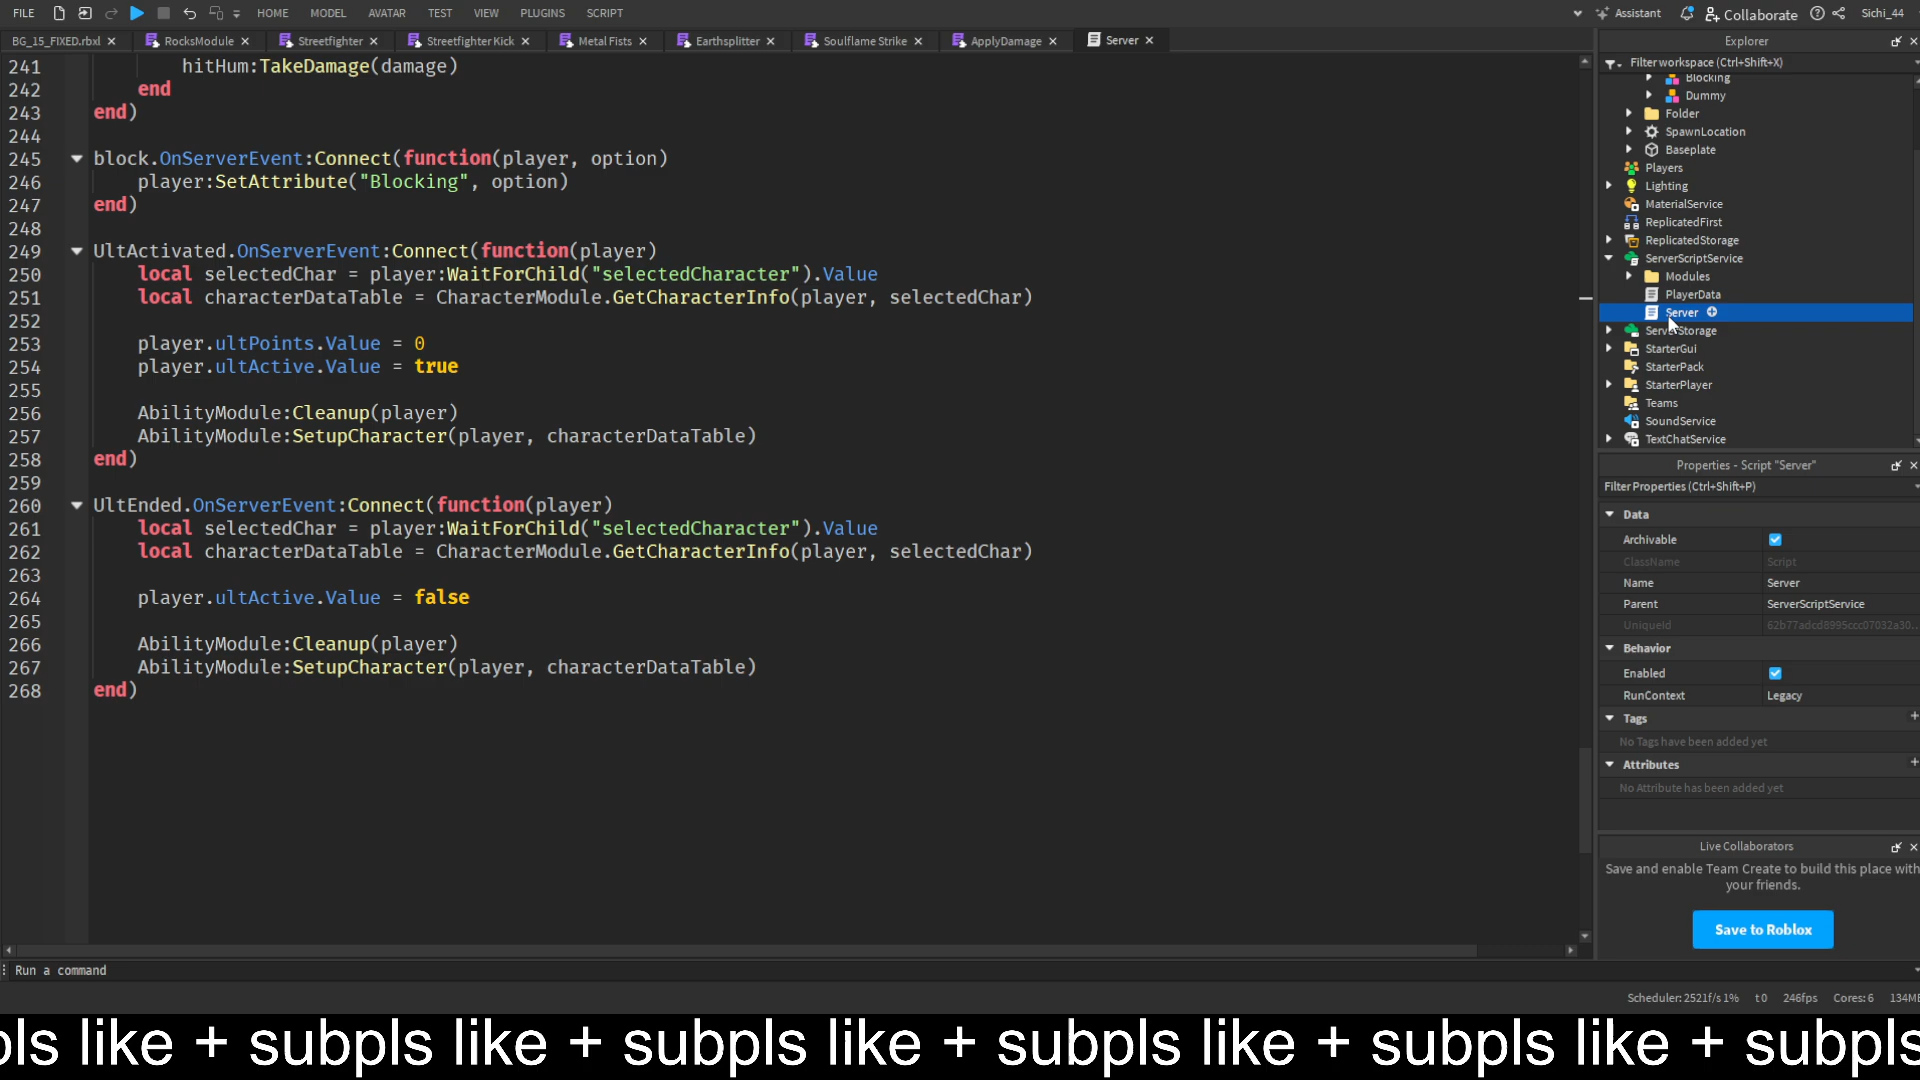 FILE HOME MODEL AVATAR TEST VIEW PLUGINS SCRIPT Assistant Collaborate Sichi_44
BG_15_FIXED.rbxl RocksModule Streetfighter Streetfighter Kick Metal Fists Earthsplitter Soulflame Strike ApplyDamage Server
241 hitHum:TakeDamage(damage)
242 end
243 end)
244
245 block.OnServerEvent:Connect(function(player, option)
246 player:SetAttribute("Blocking", option)
247 end)
248
249 UltActivated.OnServerEvent:Connect(function(player)
250 local selectedChar = player:WaitForChild("selectedCharacter").Value
251 local characterDataTable = CharacterModule.GetCharacterInfo(player, selectedChar)
252
253 player.ultPoints.Value = 0
254 player.ultActive.Value = true
255
256 AbilityModule:Cleanup(player)
257 AbilityModule:SetupCharacter(player, characterDataTable)
258 end)
259
260 UltEnded.OnServerEvent:Connect(function(player)
261 local selectedChar = player:WaitForChild("selectedCharacter").Value
262 local characterDataTable = CharacterModule.GetCharacterInfo(player, selectedChar)
263
264 player.ultActive.Value = false
265
266 AbilityModule:Cleanup(player)
267 AbilityModule:SetupCharacter(player, characterDataTable)
268 end)
Explorer
Filter workspace (Ctrl+Shift+X)
Blocking
Dummy
Folder
SpawnLocation
Baseplate
Players
Lighting
MaterialService
ReplicatedFirst
ReplicatedStorage
ServerScriptService
Modules
PlayerData
Server
ServerStorage
StarterGui
StarterPack
StarterPlayer
Teams
SoundService
TextChatService
Properties - Script "Server"
Filter Properties (Ctrl+Shift+P)
Data
Archivable
ClassName Script
Name Server
Parent ServerScriptService
UniqueId 62b77adcd8995ccc07032a30...
Behavior
Enabled
RunContext Legacy
Tags
No Tags have been added yet
Attributes
No Attribute has been added yet
Live Collaborators
Save and enable Team Create to build this place with
your friends.
Save to Roblox
Run a command
Scheduler: 2521f/s 1% t0 246fps Cores: 6 134MB
pls like + subpls like + subpls like + subpls like + subpls like + subpls